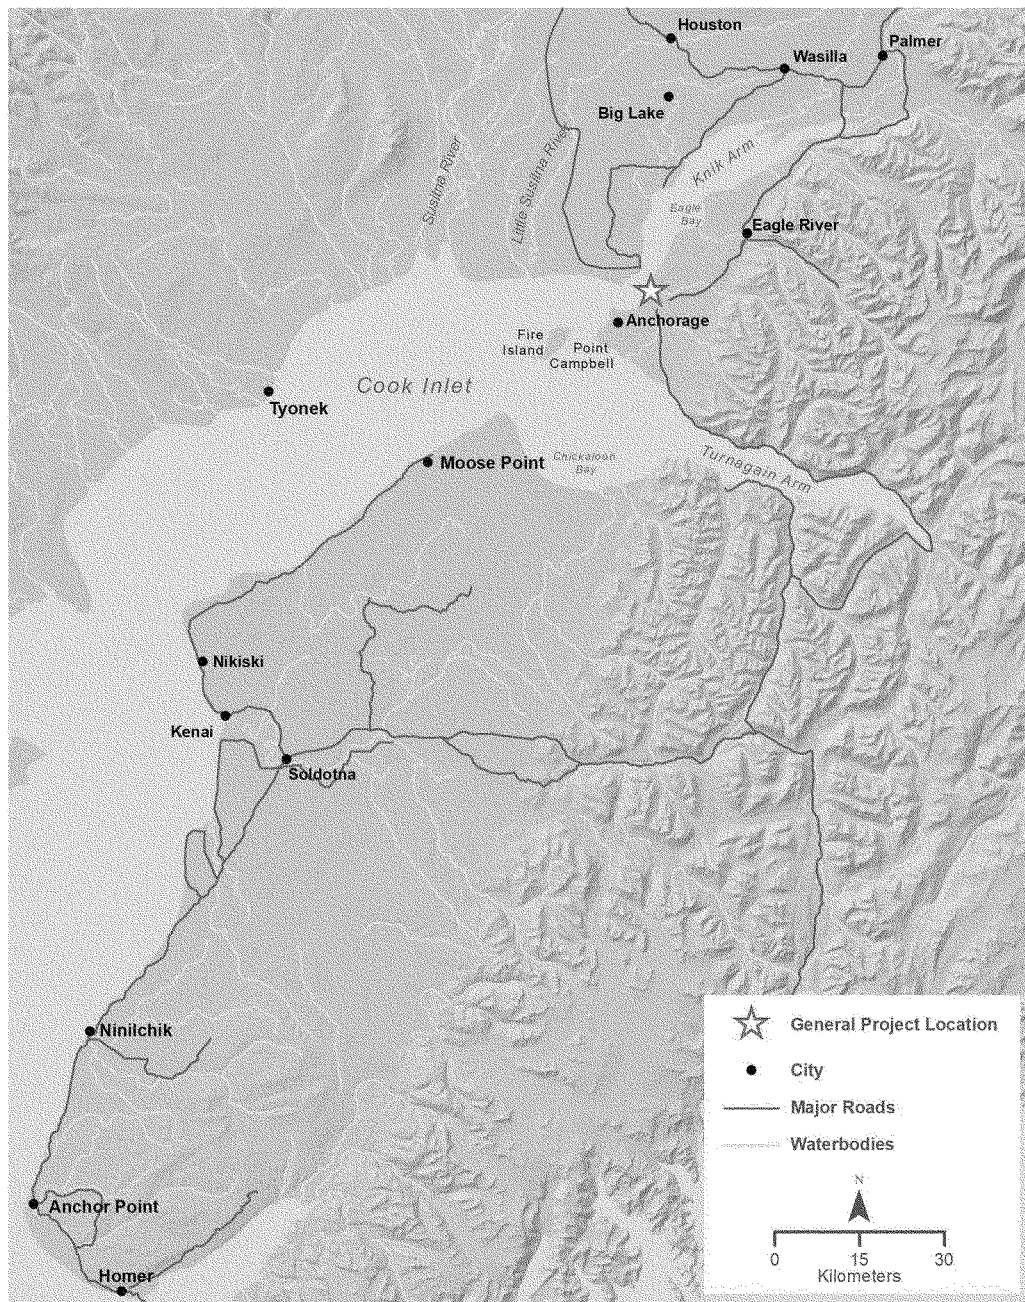 Houston
Palmer
Wasilla
Big Lake
Knik Arm
Susitna River
Little Susitna River
Eagle
Bay
Eagle River
Anchorage
Fire
Island
Point
Campbell
Cook Inlet
Tyonek
Moose Point
Chickaloon
Bay
Turnagain Arm
Nikiski
Kenai
Soldotna
Ninilchik
Anchor Point
Homer
General Project Location
City
Major Roads
Waterbodies
N
0 15 30
Kilometers